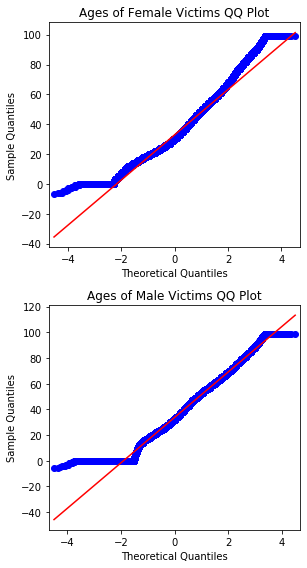 Ages of Female Victims QQ Plot
100
80
60
40
20
0
−20
−40
Sample Quantiles
−4 −2 0 2 4
Theoretical Quantiles
Ages of Male Victims QQ Plot
120
100
80
60
40
20
0
−20
−40
Sample Quantiles
−4 −2 0 2 4
Theoretical Quantiles